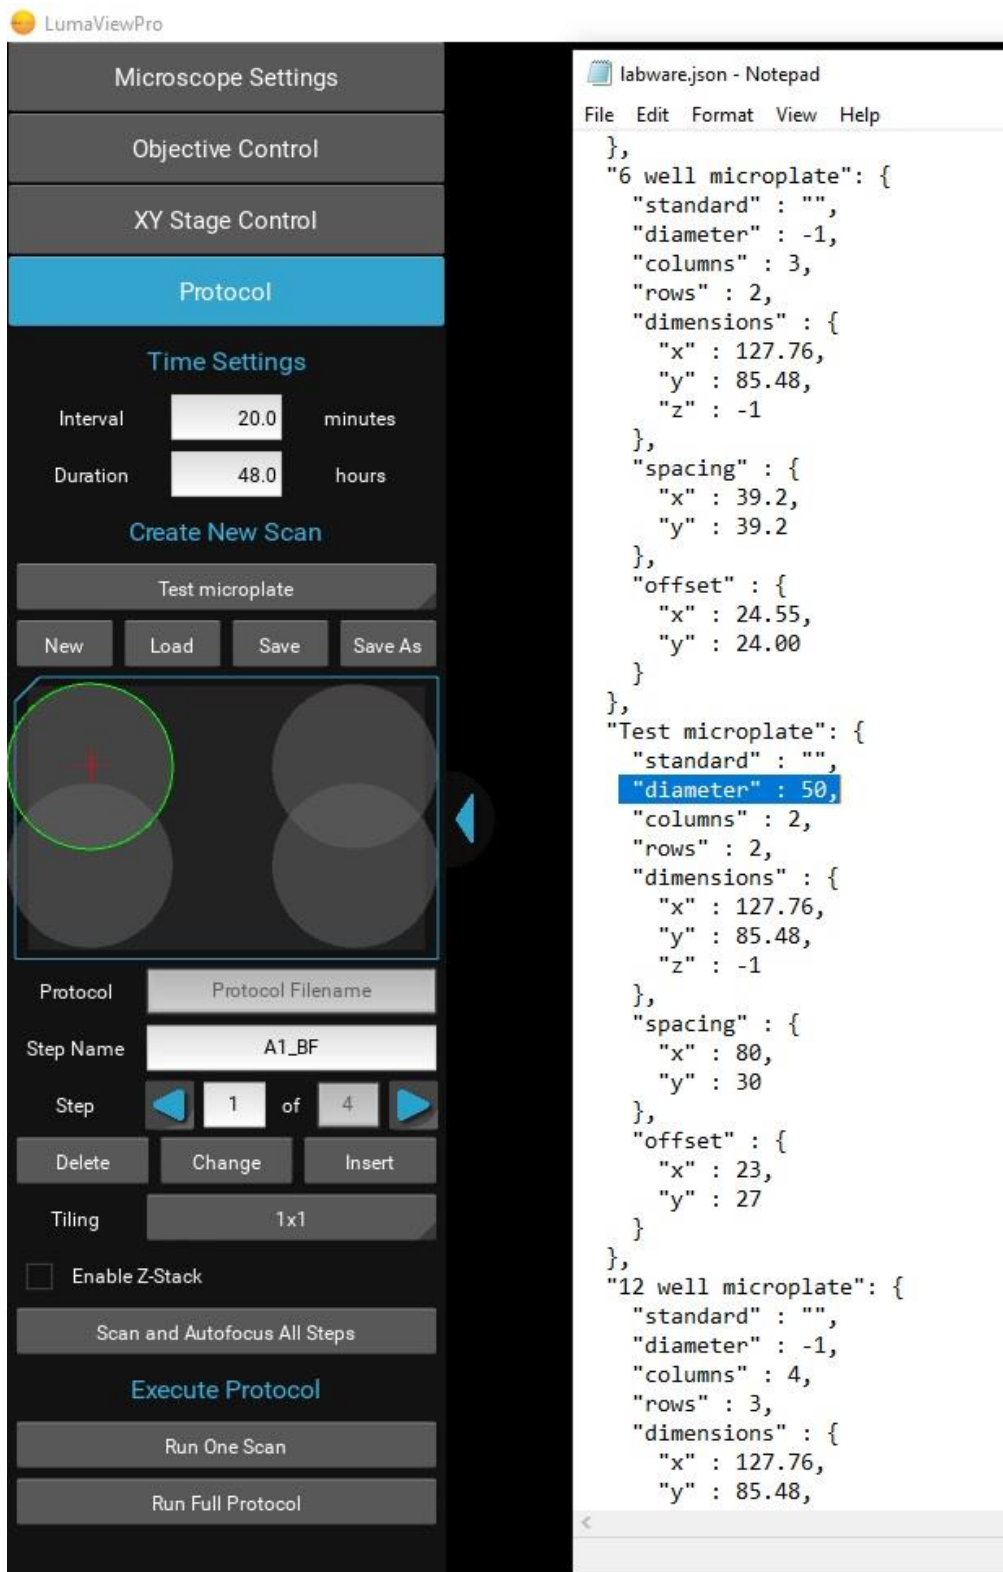 LumaViewPro
Microscope Settings
Objective Control
XY Stage Control
Protocol
Time Settings
Interval 20.0 minutes
Duration 48.0 hours
Create New Scan
Test microplate
New Load Save Save As
Protocol Protocol Filename
Step Name A1_BF
Step 1 of 4
Delete Change Insert
Tiling 1x1
Enable Z-Stack
Scan and Autofocus All Steps
Execute Protocol
Run One Scan
Run Full Protocol
labware.json - Notepad
File Edit Format View Help
},
"6 well microplate": {
"standard" : "",
"diameter" : -1,
"columns" : 3,
"rows" : 2,
"dimensions" : {
"x" : 127.76,
"y" : 85.48,
"z" : -1
},
"spacing" : {
"x" : 39.2,
"y" : 39.2
},
"offset" : {
"x" : 24.55,
"y" : 24.00
}
},
"Test microplate": {
"standard" : "",
"diameter" : 50,
"columns" : 2,
"rows" : 2,
"dimensions" : {
"x" : 127.76,
"y" : 85.48,
"z" : -1
},
"spacing" : {
"x" : 80,
"y" : 30
},
"offset" : {
"x" : 23,
"y" : 27
}
},
"12 well microplate": {
"standard" : "",
"diameter" : -1,
"columns" : 4,
"rows" : 3,
"dimensions" : {
"x" : 127.76,
"y" : 85.48,